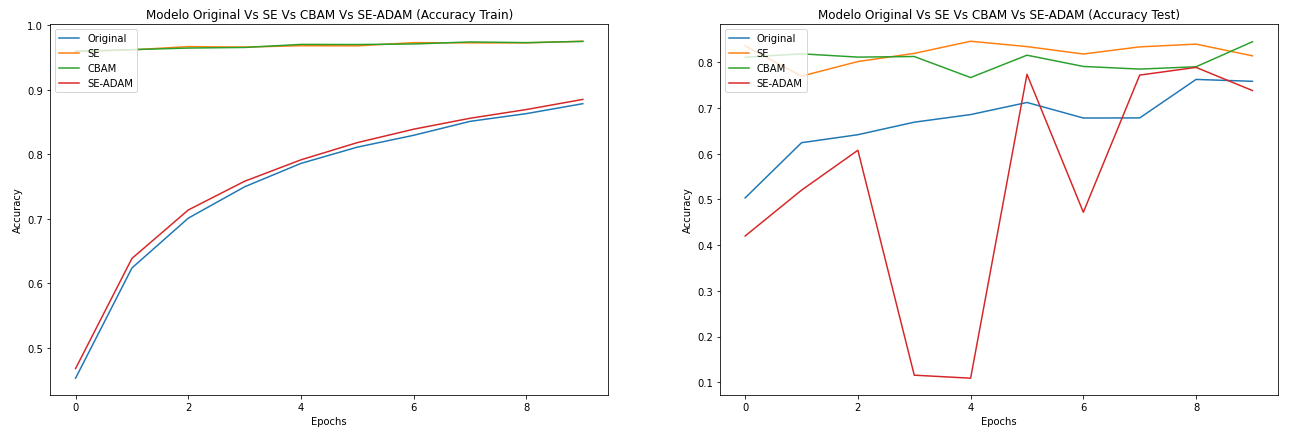 Modelo Original Vs SE Vs CBAM Vs SE-ADAM (Accuracy Train)
Original
SE
CBAM
SE-ADAM
1.0
0.9
0.8
0.7
0.6
0.5
Accuracy
0 2 4 6 8
Epochs
Modelo Original Vs SE Vs CBAM Vs SE-ADAM (Accuracy Test)
Original
SE
CBAM
SE-ADAM
0.8
0.7
0.6
0.5
0.4
0.3
0.2
0.1
Accuracy
0 2 4 6 8
Epochs